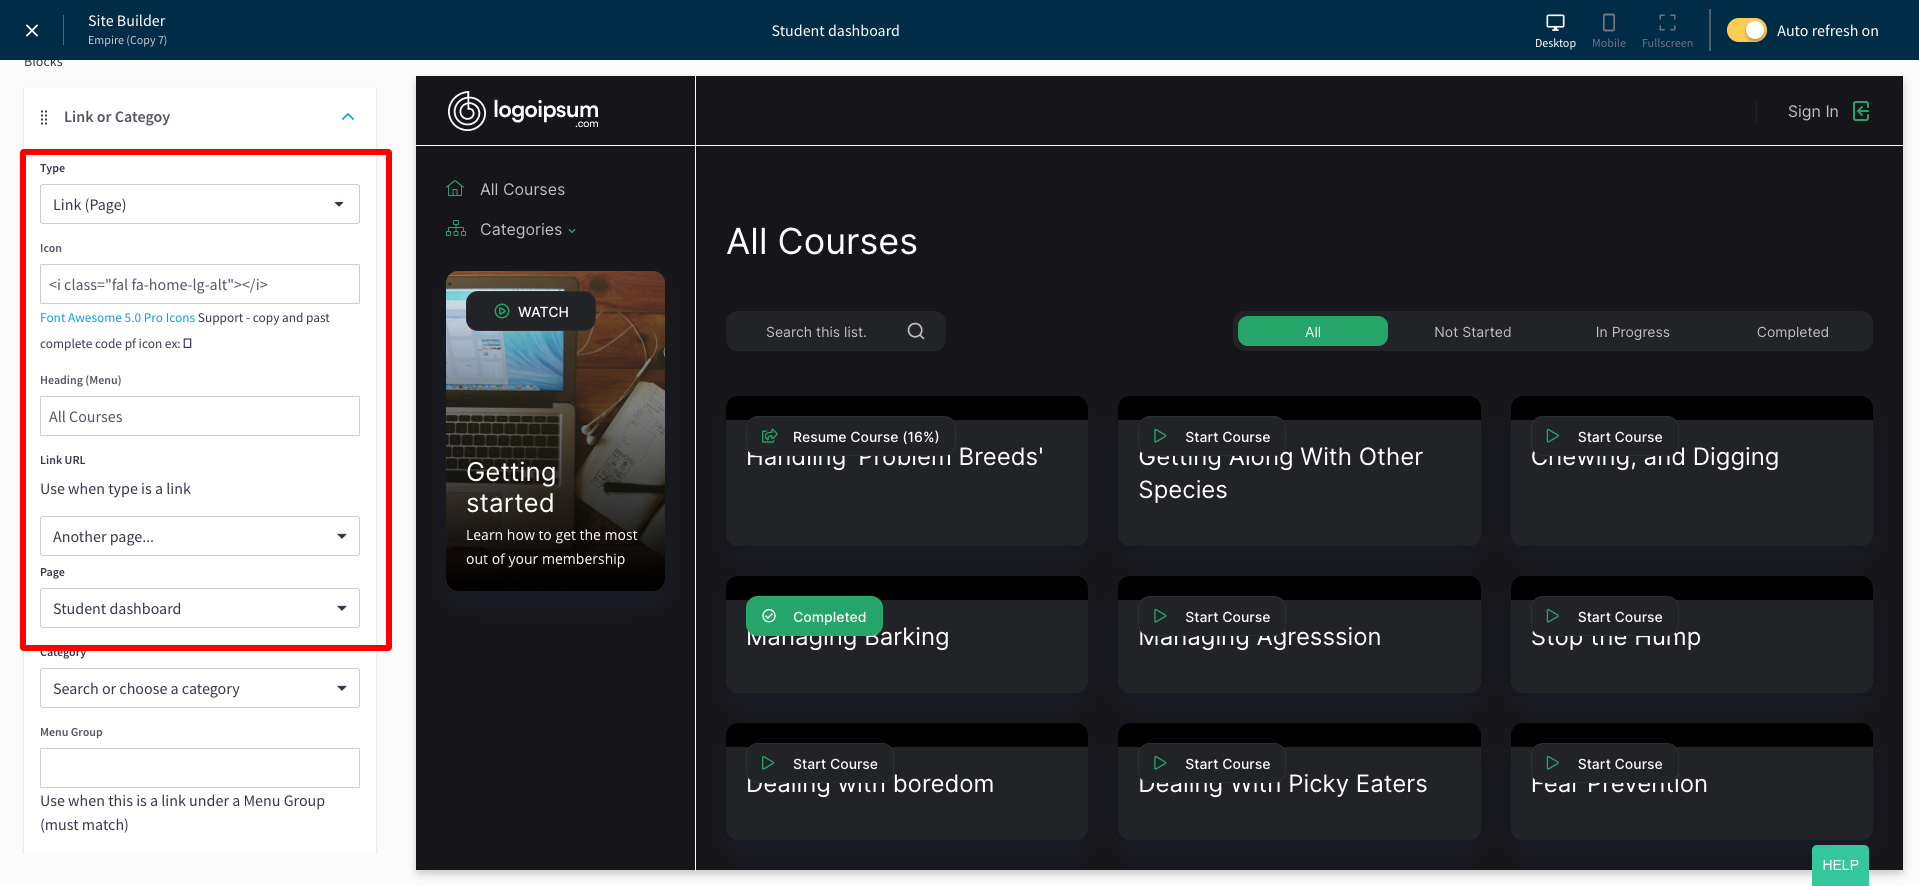 Site Builder
Empire (Copy 7)
Student dashboard
Desktop
Mobile
Fullscreen
Auto refresh on
Blocks
Link or Categoy
Type
Link (Page)
Icon
<i class="fal fa-home-lg-alt"></i>
Font Awesome 5.0 Pro Icons Support - copy and past
complete code pf icon ex:
Heading (Menu)
All Courses
Link URL
Use when type is a link
Another page...
Page
Student dashboard
Category
Search or choose a category
Menu Group
Use when this is a link under a Menu Group
(must match)
logoipsum
.com
Sign In
All Courses
Categories
WATCH
Getting
started
Learn how to get the most
out of your membership
All Courses
Search this list.
All
Not Started
In Progress
Completed
Resume Course (16%)
Handling 'Problem Breeds'
Start Course
Getting Along With Other
Species
Start Course
Chewing, and Digging
Completed
Managing Barking
Start Course
Managing Agresssion
Start Course
Stop the Hump
Start Course
Dealing with boredom
Start Course
Dealing With Picky Eaters
Start Course
Fear Prevention
HELP